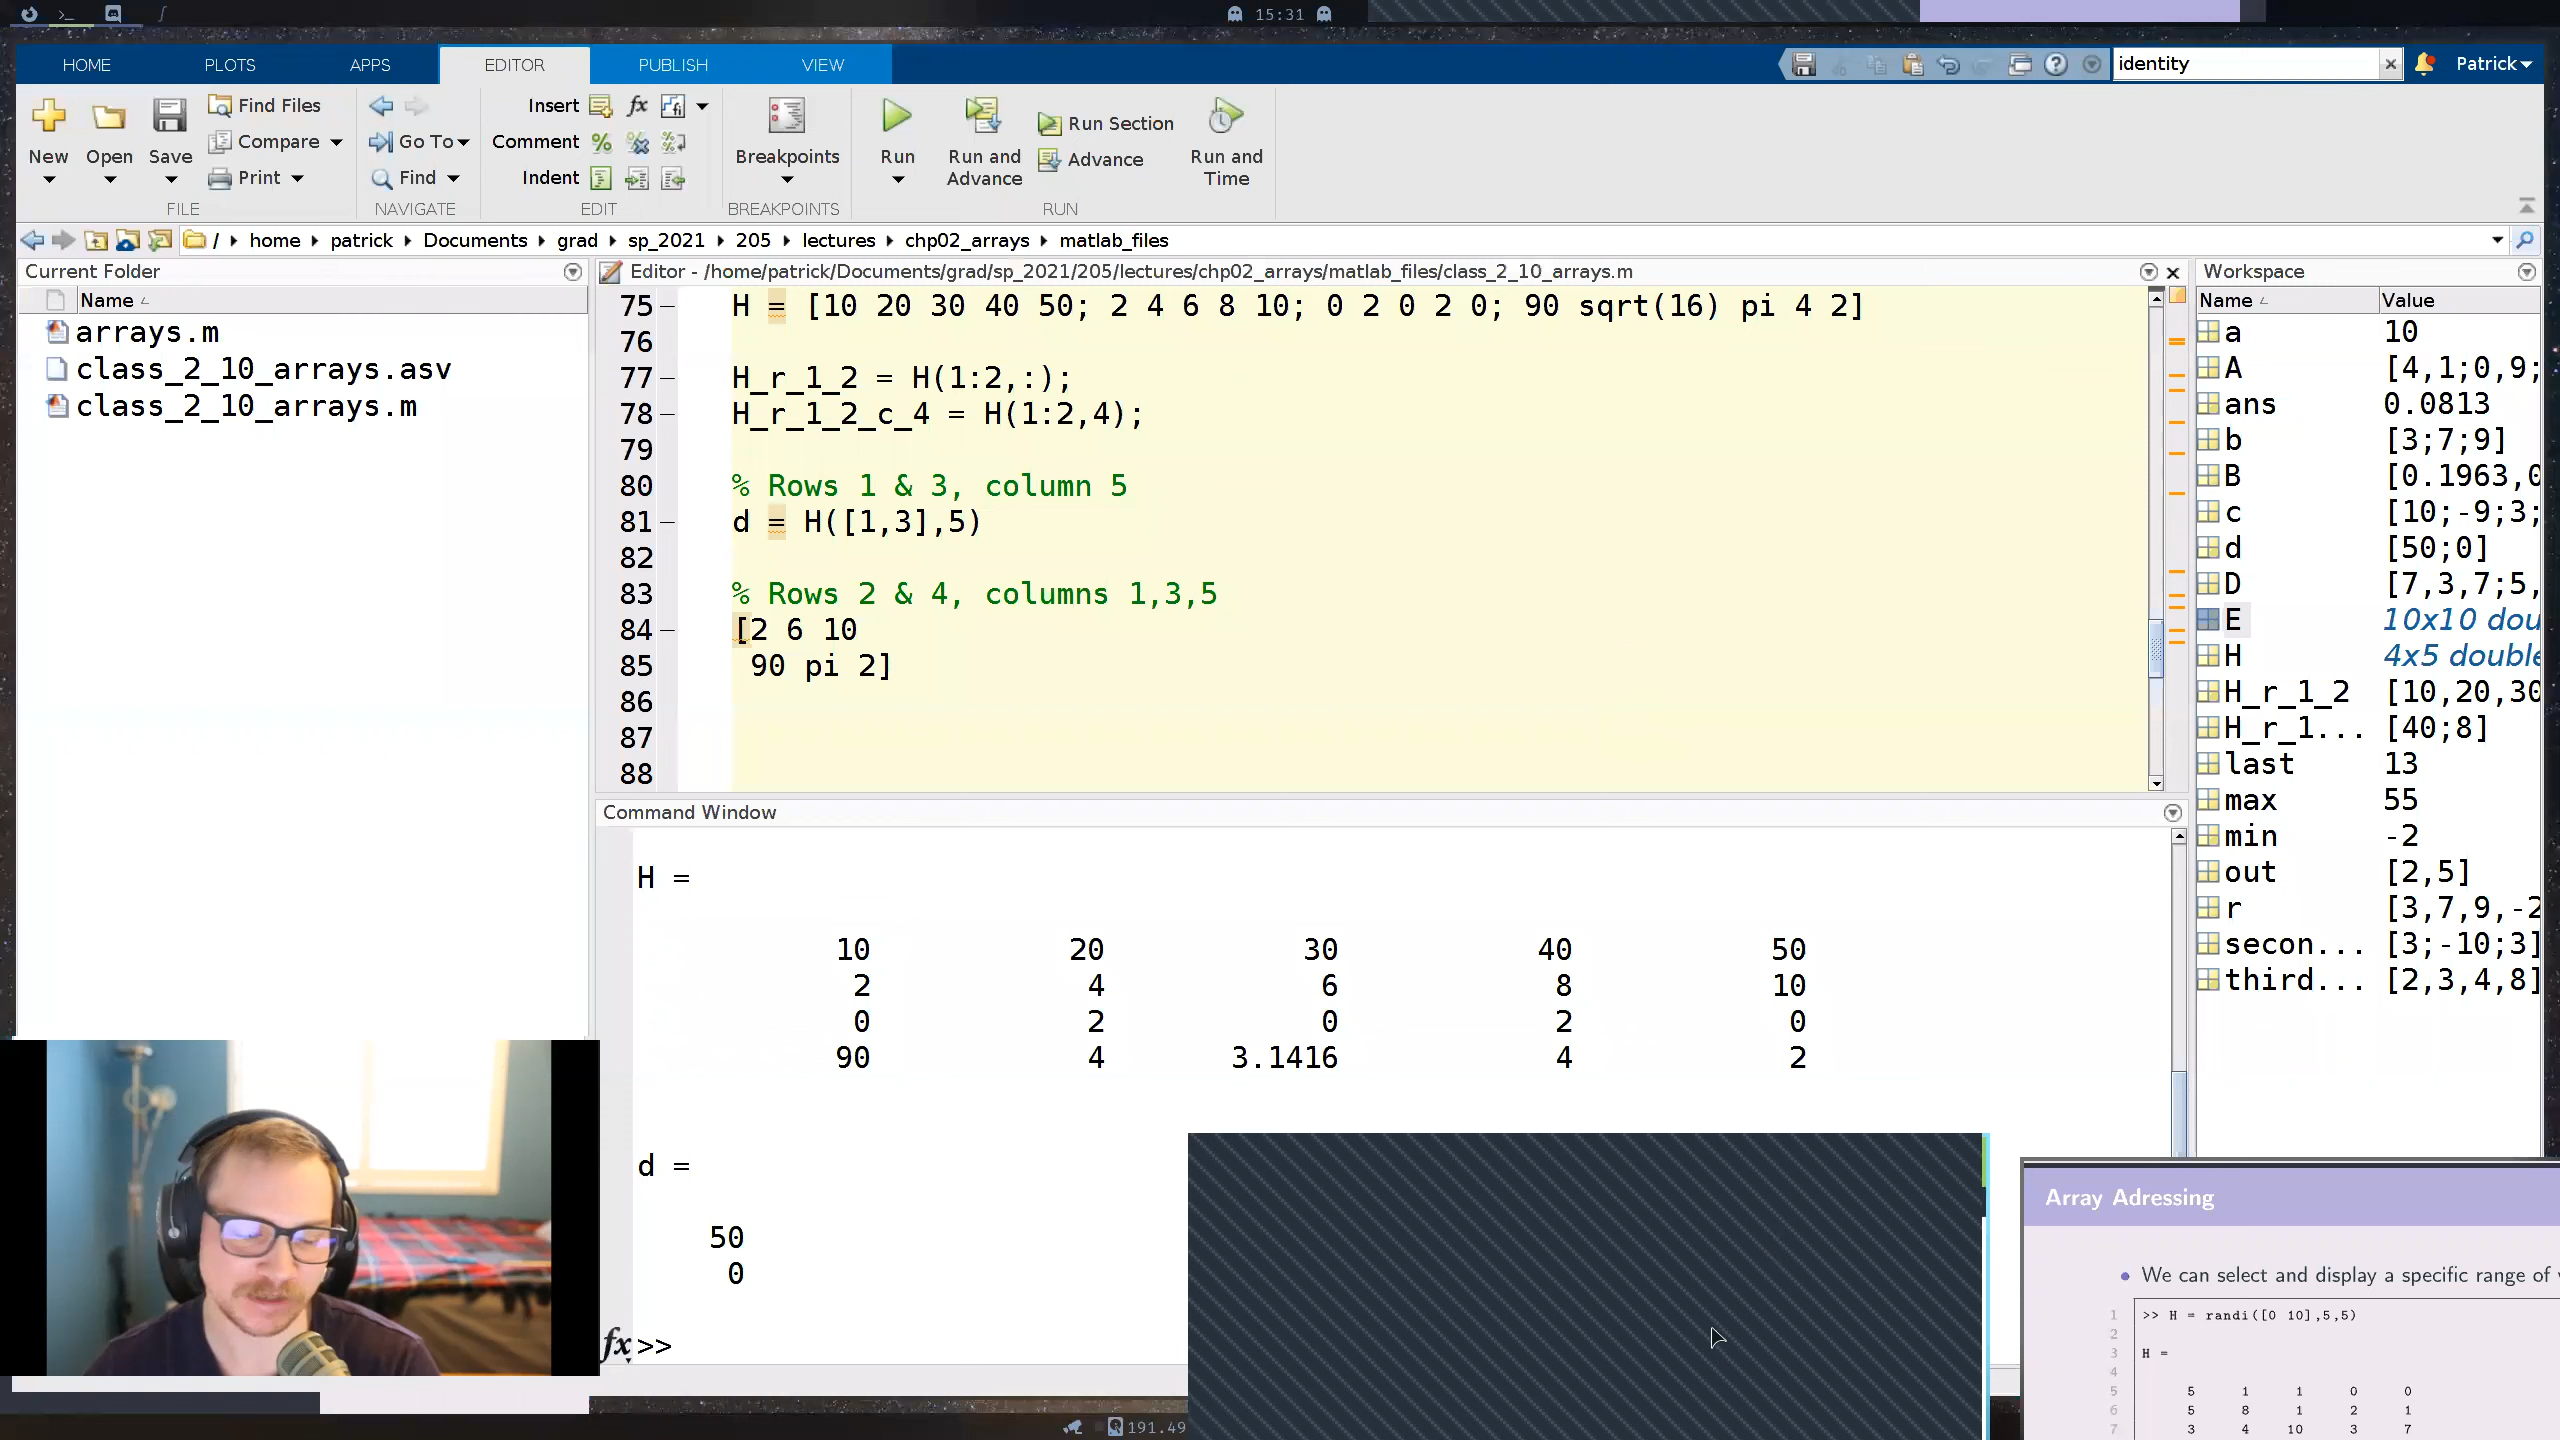 15:31
HOME PLOTS APPS EDITOR PUBLISH VIEW identity Patrick
New Open Save Find Files Compare Print
FILE
Go To Find
NAVIGATE
Insert fx
Comment
Indent
EDIT
Breakpoints
BREAKPOINTS
Run Run and Advance Run Section Advance Run and Time
RUN
/ home patrick Documents grad sp_2021 205 lectures chp02_arrays matlab_files
Current Folder
Name
arrays.m
class_2_10_arrays.asv
class_2_10_arrays.m
Editor - /home/patrick/Documents/grad/sp_2021/205/lectures/chp02_arrays/matlab_files/class_2_10_arrays.m
75 H = [10 20 30 40 50; 2 4 6 8 10; 0 2 0 2 0; 90 sqrt(16) pi 4 2]
76
77 H_r_1_2 = H(1:2,:);
78 H_r_1_2_c_4 = H(1:2,4);
79
80 % Rows 1 & 3, column 5
81 d = H([1,3],5)
82
83 % Rows 2 & 4, columns 1,3,5
84 [2 6 10
85 90 pi 2]
86
87
88
Command Window
H =
10 20 30 40 50
2 4 6 8 10
0 2 0 2 0
90 4 3.1416 4 2
d =
50
0
fx >>
Workspace
Name Value
a 10
A [4,1;0,9;
ans 0.0813
b [3;7;9]
B [0.1963,0
c [10;-9;3;
d [50;0]
D [7,3,7;5,
E 10x10 dou
H 4x5 double
H_r_1_2 [10,20,30
H_r_1... [40;8]
last 13
max 55
min -2
out [2,5]
r [3,7,9,-2
secon... [3;-10;3]
third... [2,3,4,8]
191.49
Array Adressing
• We can select and display a specific range of
1 >> H = randi([0 10],5,5)
2
3 H =
4
5 5 1 1 0 0
6 5 8 1 2 1
7 3 4 10 3 7